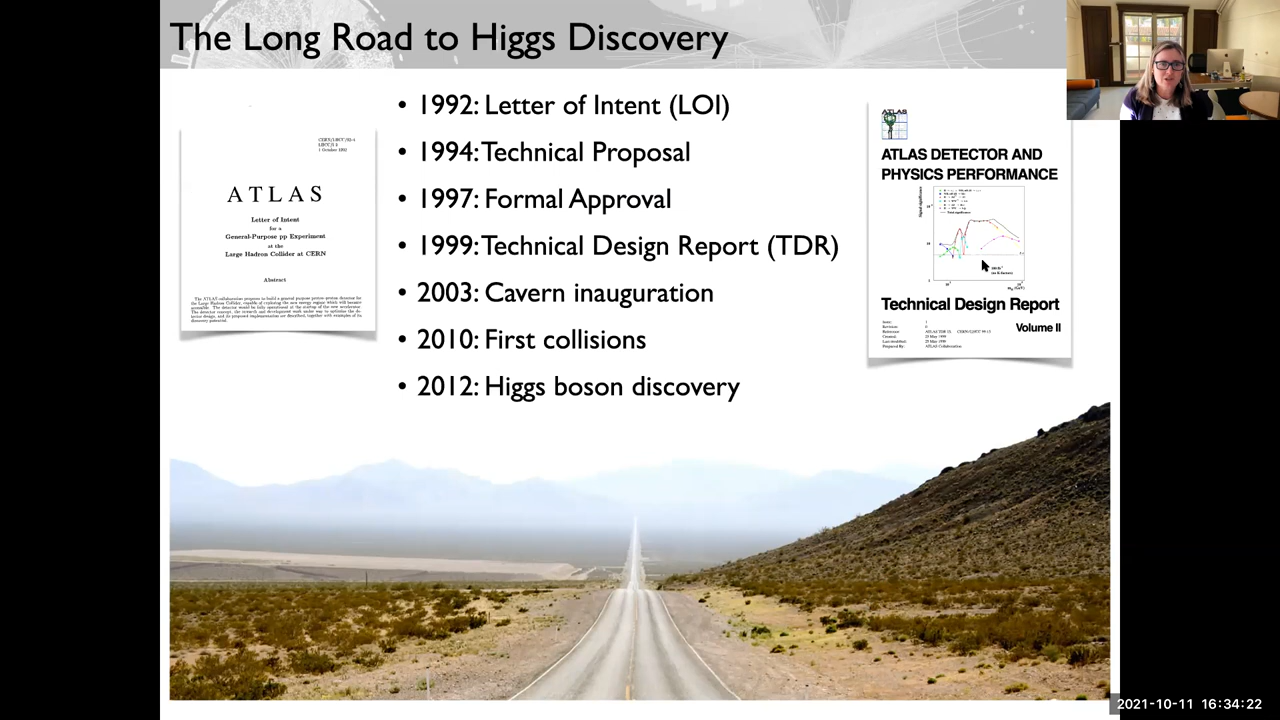 The Long Road to Higgs Discovery
• 1992: Letter of Intent (LOI)
• 1994: Technical Proposal
• 1997: Formal Approval
• 1999: Technical Design Report (TDR)
• 2003: Cavern inauguration
• 2010: First collisions
• 2012: Higgs boson discovery
ATLAS
Letter of Intent
for a
General-Purpose pp Experiment
at the
Large Hadron Collider at CERN
Abstract
ATLAS
ATLAS DETECTOR AND
PHYSICS PERFORMANCE
Technical Design Report
Volume II
2021-10-11 16:34:22